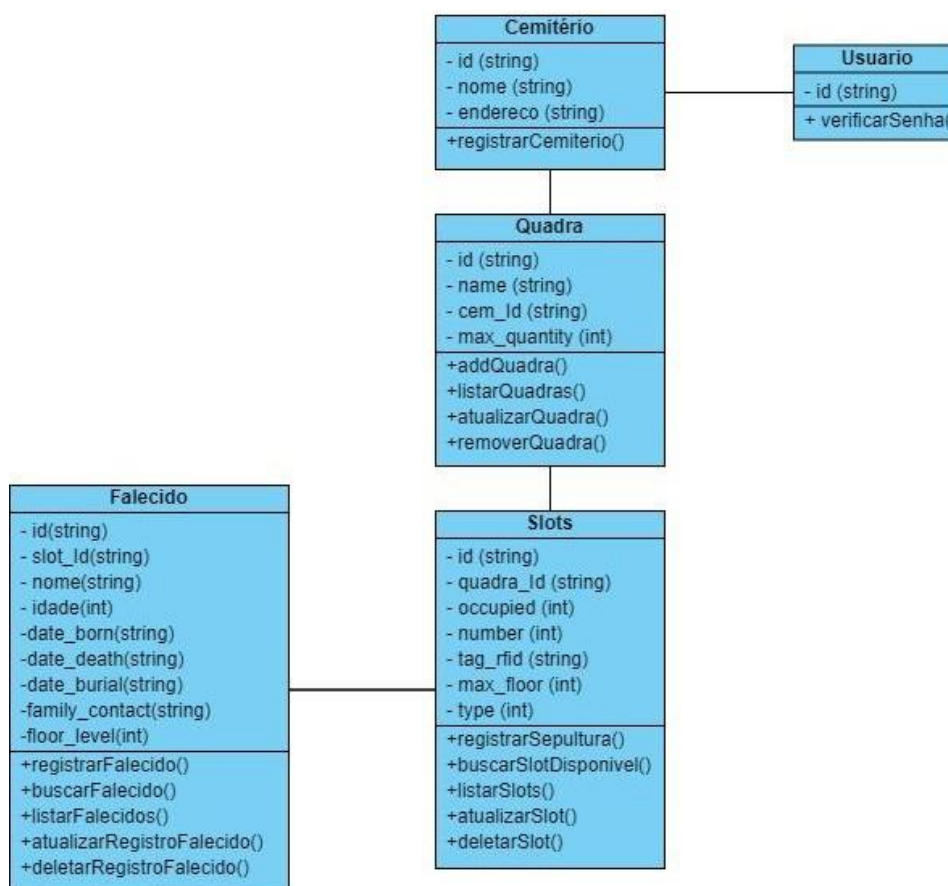 Cemitério
- id (string)
- nome (string)
- endereco (string)
+registrarCemiterio()
Usuario
- id (string)
+ verificarSenha(
Quadra
- id (string)
- name (string)
- cem_Id (string)
- max_quantity (int)
+addQuadra()
+listarQuadras()
+atualizarQuadra()
+removerQuadra()
Falecido
- id(string)
- slot_Id(string)
- nome(string)
- idade(int)
-date_born(string)
-date_death(string)
-date_burial(string)
-family_contact(string)
-floor_level(int)
+registrarFalecido()
+buscarFalecido()
+listarFalecidos()
+atualizarRegistroFalecido()
+deletarRegistroFalecido()
Slots
- id (string)
- quadra_Id (string)
- occupied (int)
- number (int)
- tag_rfid (string)
- max_floor (int)
- type (int)
+registrarSepultura()
+buscarSlotDisponivel()
+listarSlots()
+atualizarSlot()
+deletarSlot()